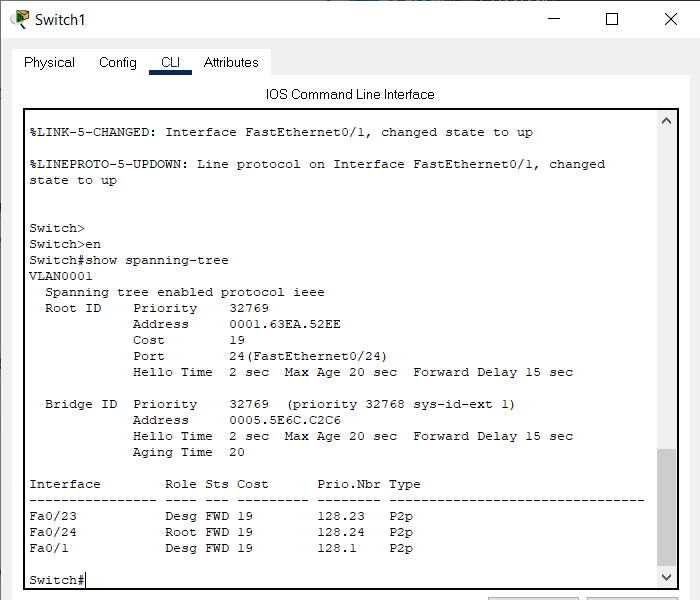 Switch1
Physical Config CLI Attributes
IOS Command Line Interface
%LINK-5-CHANGED: Interface FastEthernet0/1, changed state to up
%LINEPROTO-5-UPDOWN: Line protocol on Interface FastEthernet0/1, changed
state to up
Switch>
Switch>en
Switch#show spanning-tree
VLAN0001
  Spanning tree enabled protocol ieee
  Root ID    Priority    32769
             Address     0001.63EA.52EE
             Cost        19
             Port        24(FastEthernet0/24)
             Hello Time  2 sec  Max Age 20 sec  Forward Delay 15 sec
  Bridge ID  Priority    32769  (priority 32768 sys-id-ext 1)
             Address     0005.5E6C.C2C6
             Hello Time  2 sec  Max Age 20 sec  Forward Delay 15 sec
             Aging Time  20
Interface        Role Sts Cost      Prio.Nbr Type
---------------- ---- --- --------- -------- --------------------------------
Fa0/23           Desg FWD 19        128.23   P2p
Fa0/24           Root FWD 19        128.24   P2p
Fa0/1            Desg FWD 19        128.1    P2p
Switch#